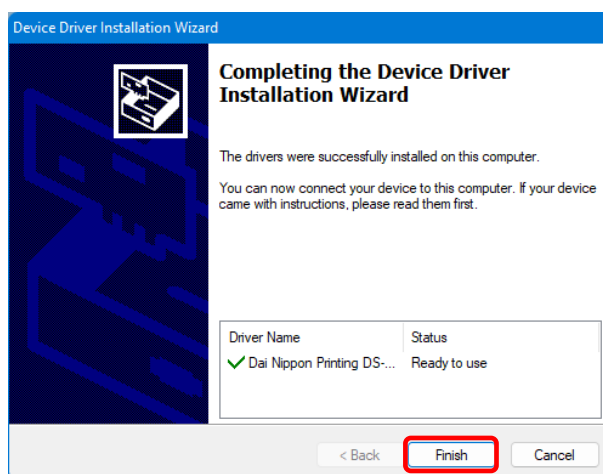 Device Driver Installation Wizard
Completing the Device Driver
Installation Wizard
The drivers were successfully installed on this computer.
You can now connect your device to this computer. If your device
came with instructions, please read them first.
Driver Name Status
Dai Nippon Printing DS-... Ready to use
< Back Finish Cancel